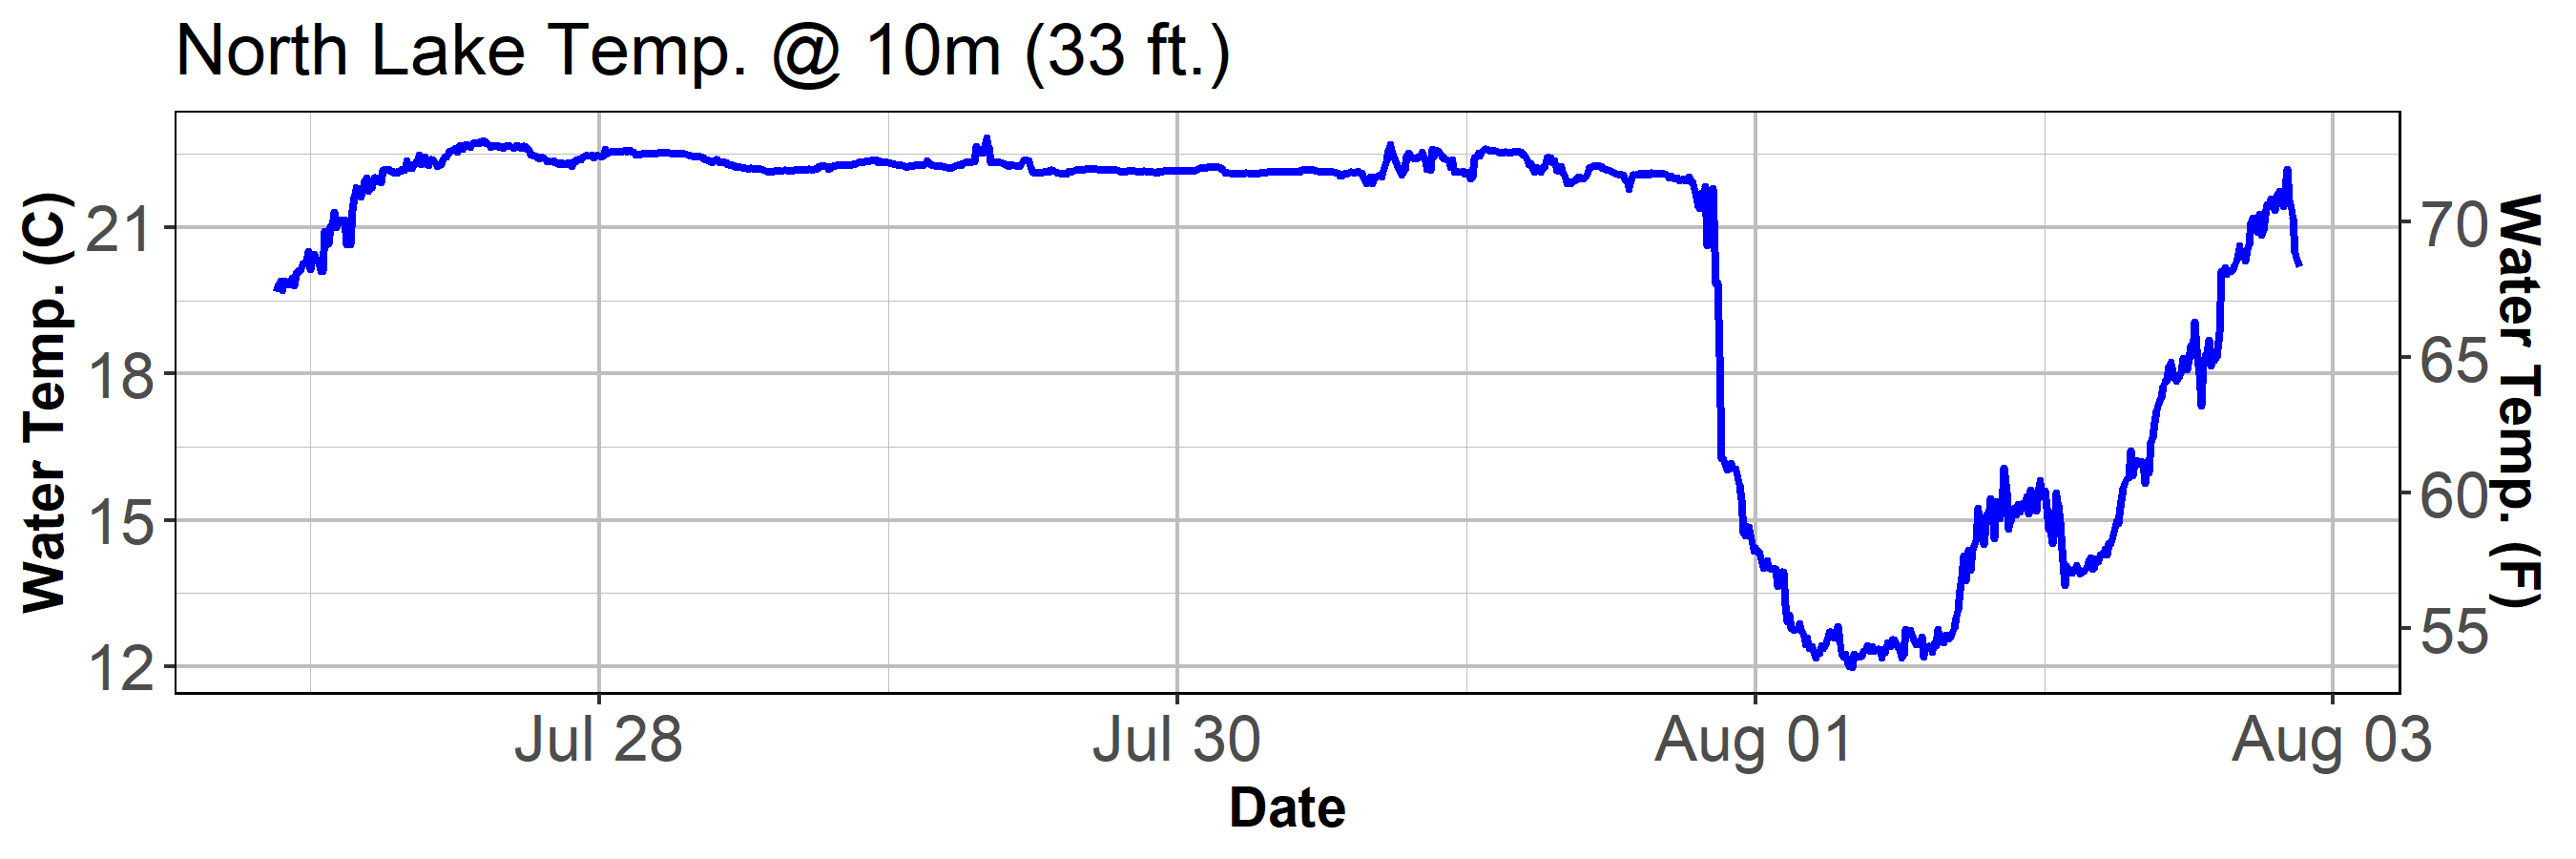 North Lake Temp. @ 10m (33 ft.)
Water Temp. (C)
21
18
15
12
70
65
60
55
Water Temp. (F)
Jul 28
Jul 30
Aug 01
Aug 03
Date